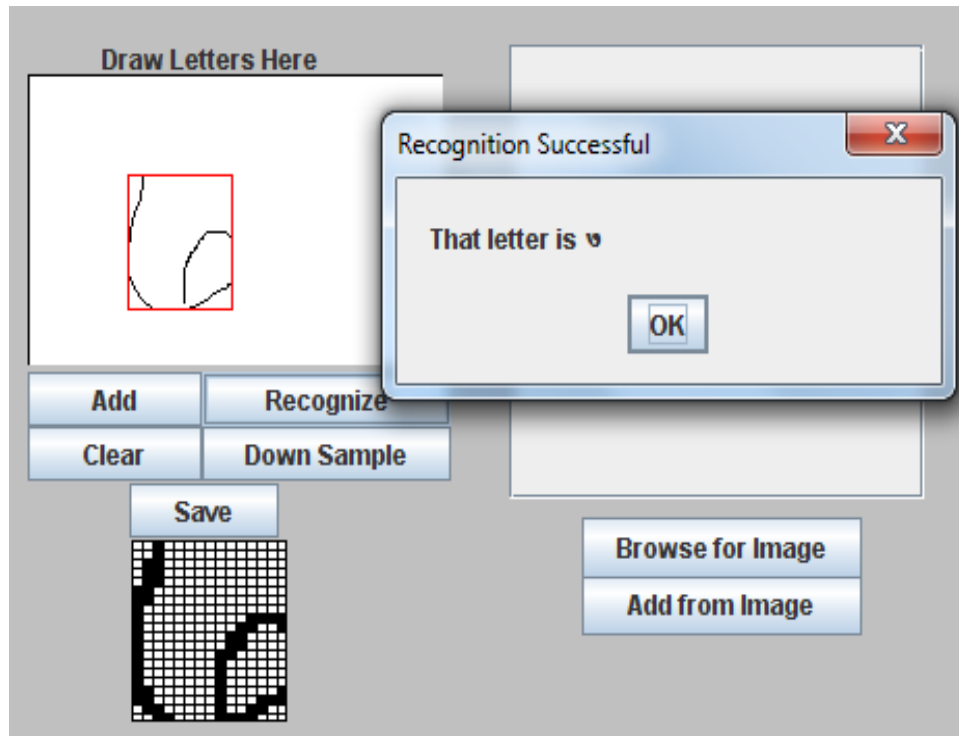 Draw Letters Here
Recognition Successful
That letter is
OK
Add
Recognize
Clear
Down Sample
Save
Browse for Image
Add from Image